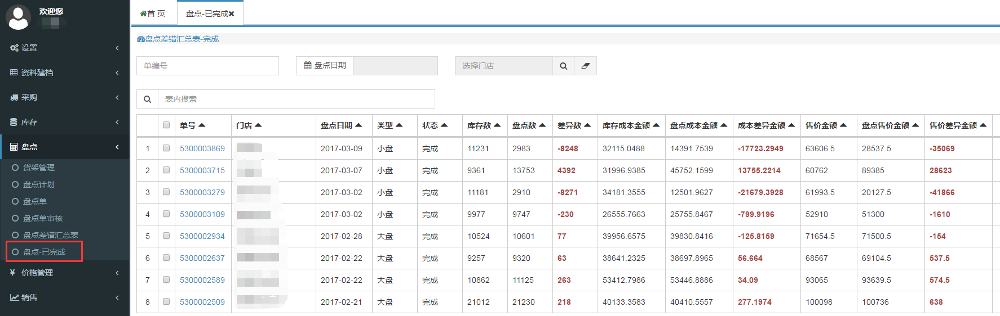 欢迎您
设置
资料建档
采购
库存
盘点
货架管理
盘点计划
盘点单
盘点单审核
盘点差错汇总表
盘点-已完成
¥ 价格管理
销售
首 页
盘点-已完成
盘点差错汇总表-完成
单编号 盘点日期 选择门店
表内搜索
单号 门店 盘点日期 类型 状态 库存数 盘点数 差异数 库存成本金额 盘点成本金额 成本差异金额 售价金额 盘点售价金额 售价差异金额
1 5300003869 2017-03-09 小盘 完成 11231 2983 -8248 32115.0488 14391.7539 -17723.2949 63606.5 28537.5 -35069
2 5300003715 2017-03-07 小盘 完成 9361 13753 4392 31996.9385 45752.1599 13755.2214 60762 89385 28623
3 5300003279 2017-03-02 小盘 完成 11181 2910 -8271 34181.3555 12501.9627 -21679.3928 61993.5 20127.5 -41866
4 5300003109 2017-03-02 小盘 完成 9977 9747 -230 26555.7663 25755.8467 -799.9196 52910 51300 -1610
5 5300002934 2017-02-28 大盘 完成 10524 10601 77 39956.6575 39830.8416 -125.8159 71654.5 71500.5 -154
6 5300002637 2017-02-22 大盘 完成 9257 9320 63 38641.2325 38697.8965 56.664 68567 69104.5 537.5
7 5300002589 2017-02-22 大盘 完成 10862 11125 263 53412.7986 53446.8886 34.09 93065 93639.5 574.5
8 5300002509 2017-02-21 大盘 完成 21012 21230 218 40133.3583 40410.5557 277.1974 100098 100736 638